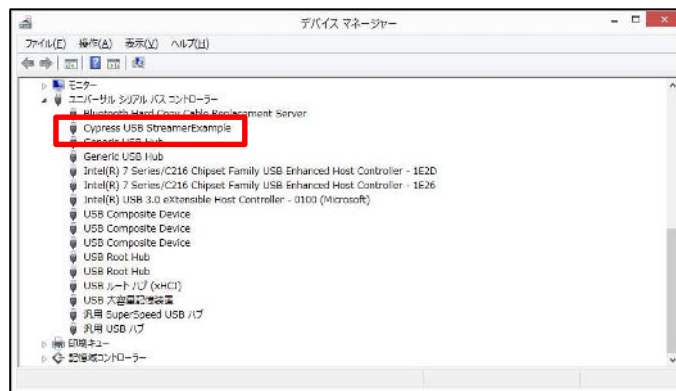 デバイス マネージャー
ファイル(F) 操作(A) 表示(V) ヘルプ(H)
モニター
ユニバーサル シリアル バス コントローラー
Bluetooth Hard Copy Cable Replacement Server
Cypress USB StreamerExample
Generic USB Hub
Generic USB Hub
Intel(R) 7 Series/C216 Chipset Family USB Enhanced Host Controller - 1E2D
Intel(R) 7 Series/C216 Chipset Family USB Enhanced Host Controller - 1E26
Intel(R) USB 3.0 eXtensible Host Controller - 0100 (Microsoft)
USB Composite Device
USB Composite Device
USB Composite Device
USB Root Hub
USB Root Hub
USB ルート ハブ (xHCI)
USB 大容量記憶装置
汎用 SuperSpeed USB ハブ
汎用 USB ハブ
印刷キュー
記憶域コントローラー